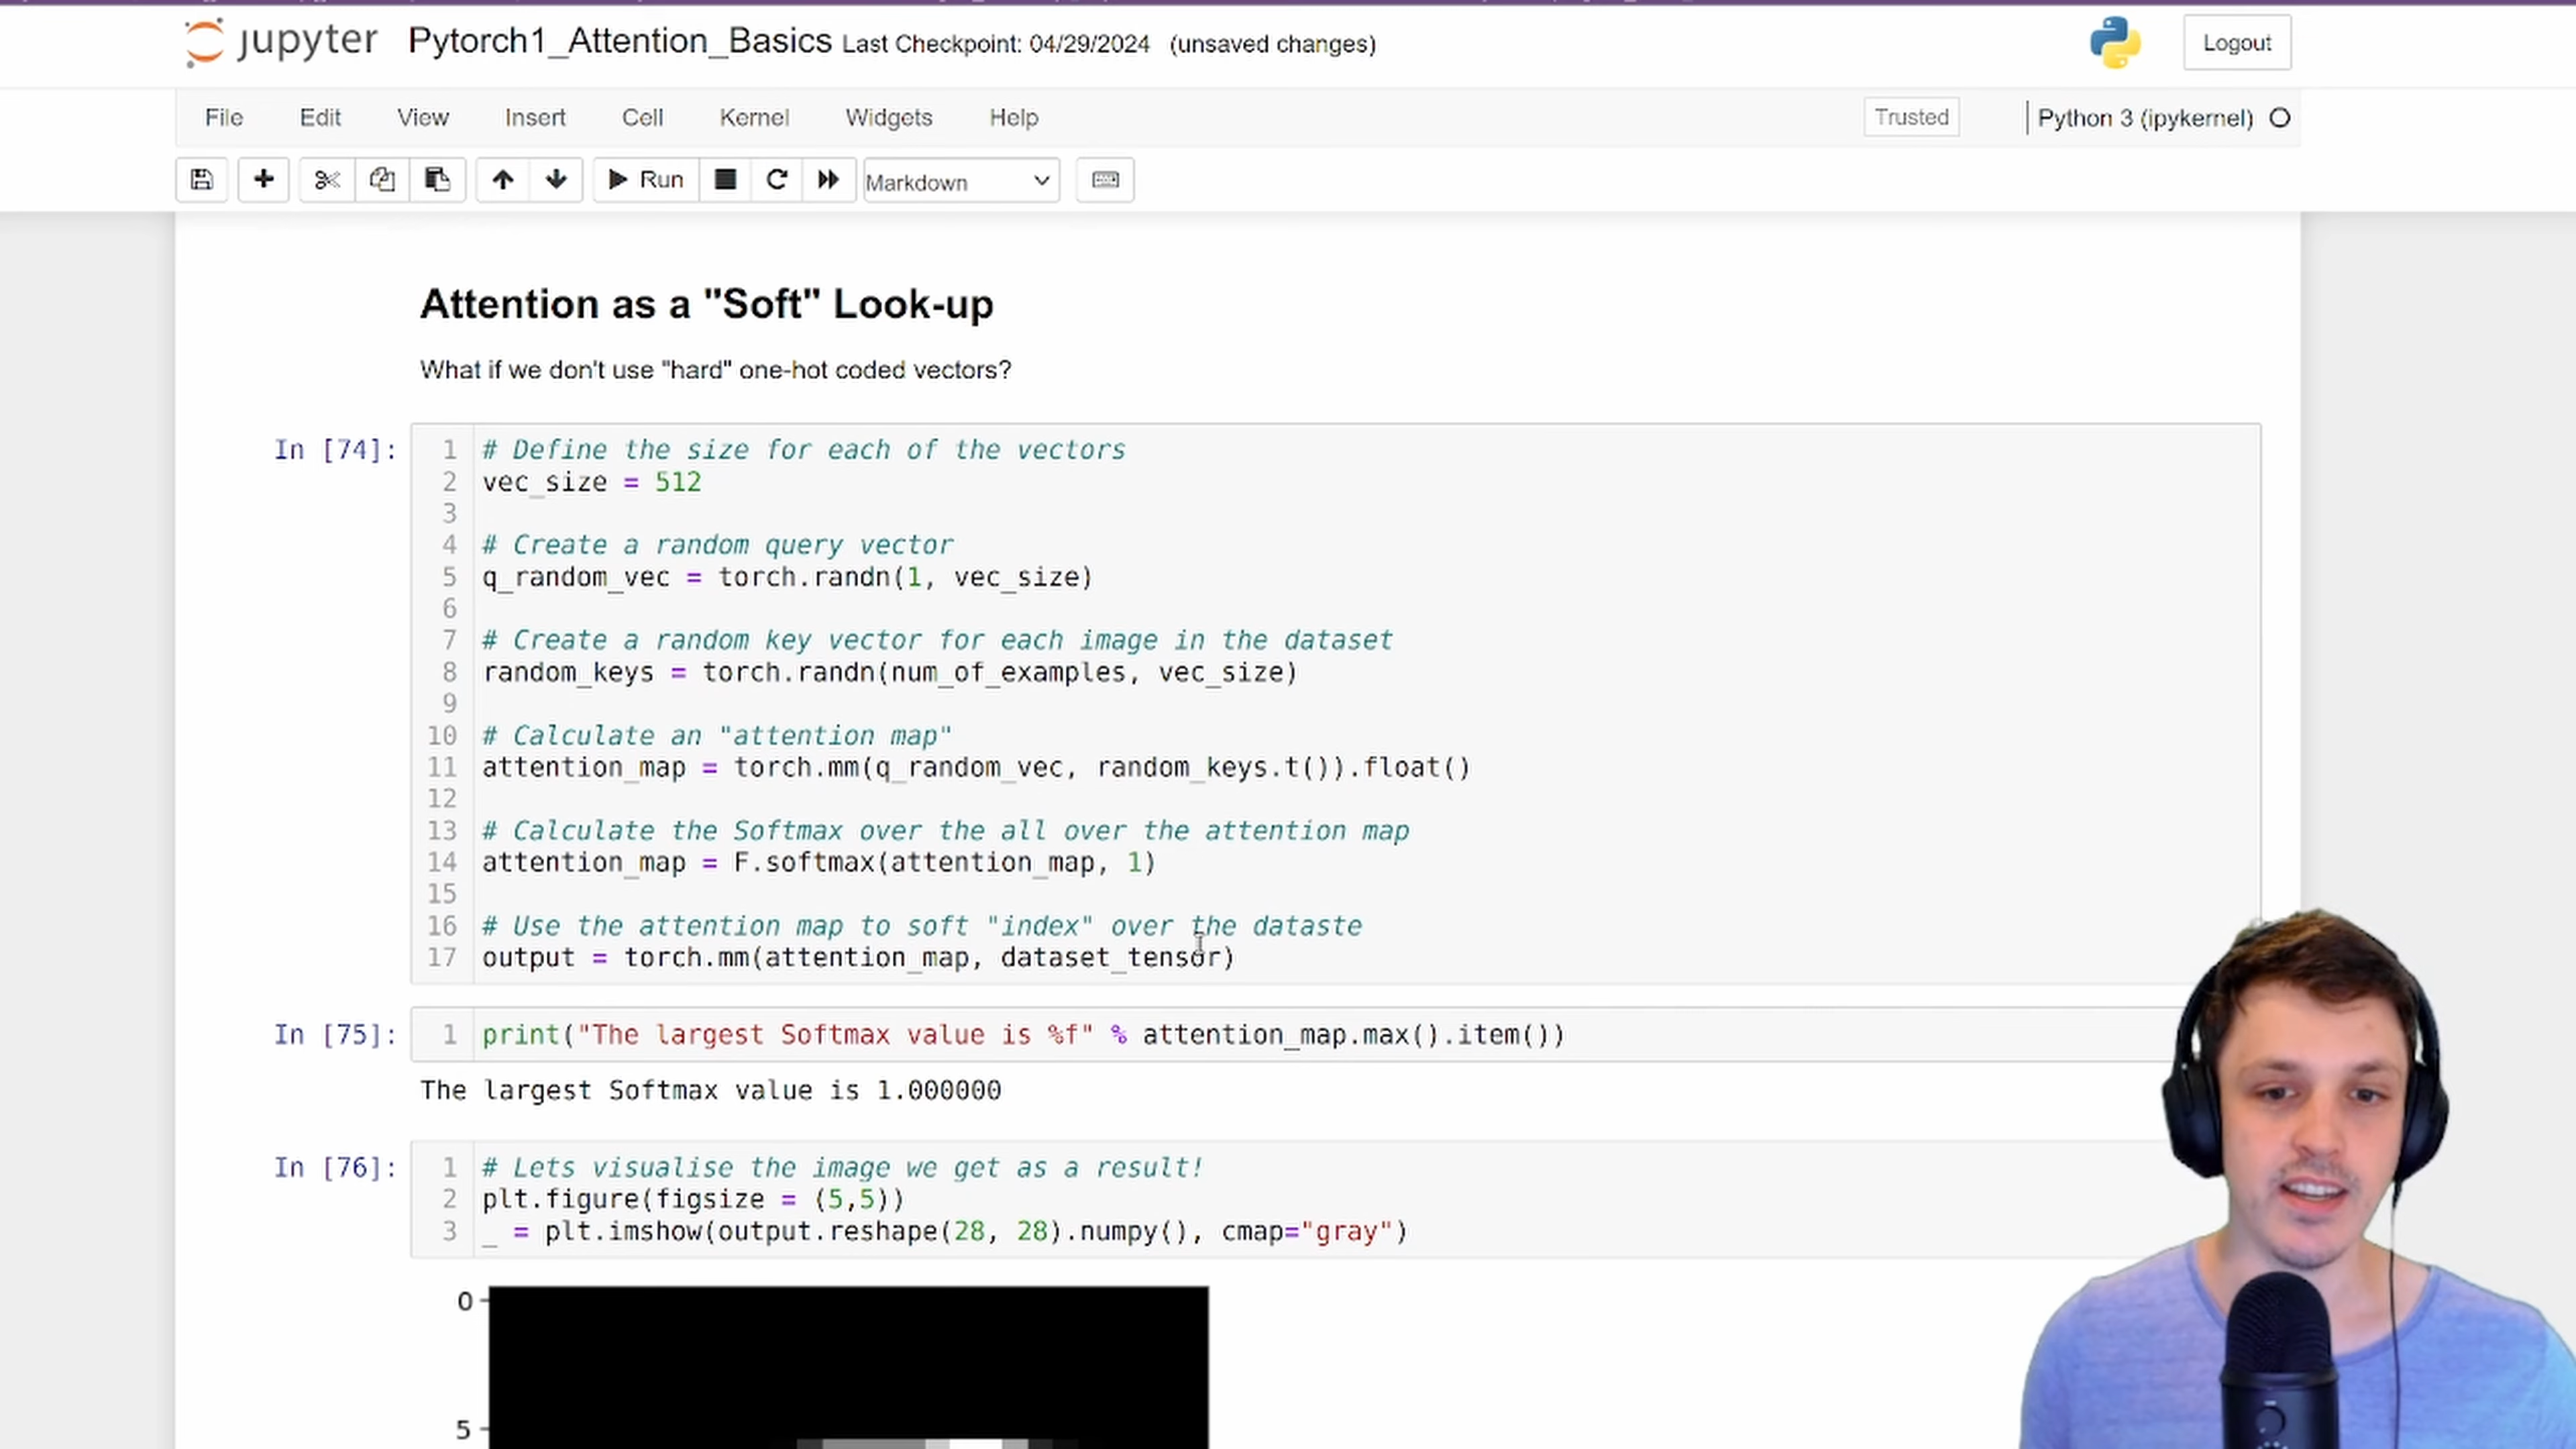 jupyter Pytorch1_Attention_Basics Last Checkpoint: 04/29/2024 (unsaved changes) Logout
File Edit View Insert Cell Kernel Widgets Help Trusted Python 3 (ipykernel)
Run Markdown
Attention as a "Soft" Look-up
What if we don't use "hard" one-hot coded vectors?
In [74]:
1 # Define the size for each of the vectors
2 vec_size = 512
3
4 # Create a random query vector
5 q_random_vec = torch.randn(1, vec_size)
6
7 # Create a random key vector for each image in the dataset
8 random_keys = torch.randn(num_of_examples, vec_size)
9
10 # Calculate an "attention map"
11 attention_map = torch.mm(q_random_vec, random_keys.t()).float()
12
13 # Calculate the Softmax over the all over the attention map
14 attention_map = F.softmax(attention_map, 1)
15
16 # Use the attention map to soft "index" over the dataste
17 output = torch.mm(attention_map, dataset_tensor)
In [75]:
1 print("The largest Softmax value is %f" % attention_map.max().item())
The largest Softmax value is 1.000000
In [76]:
1 # Lets visualise the image we get as a result!
2 plt.figure(figsize = (5,5))
3 _ = plt.imshow(output.reshape(28, 28).numpy(), cmap="gray")
0
5